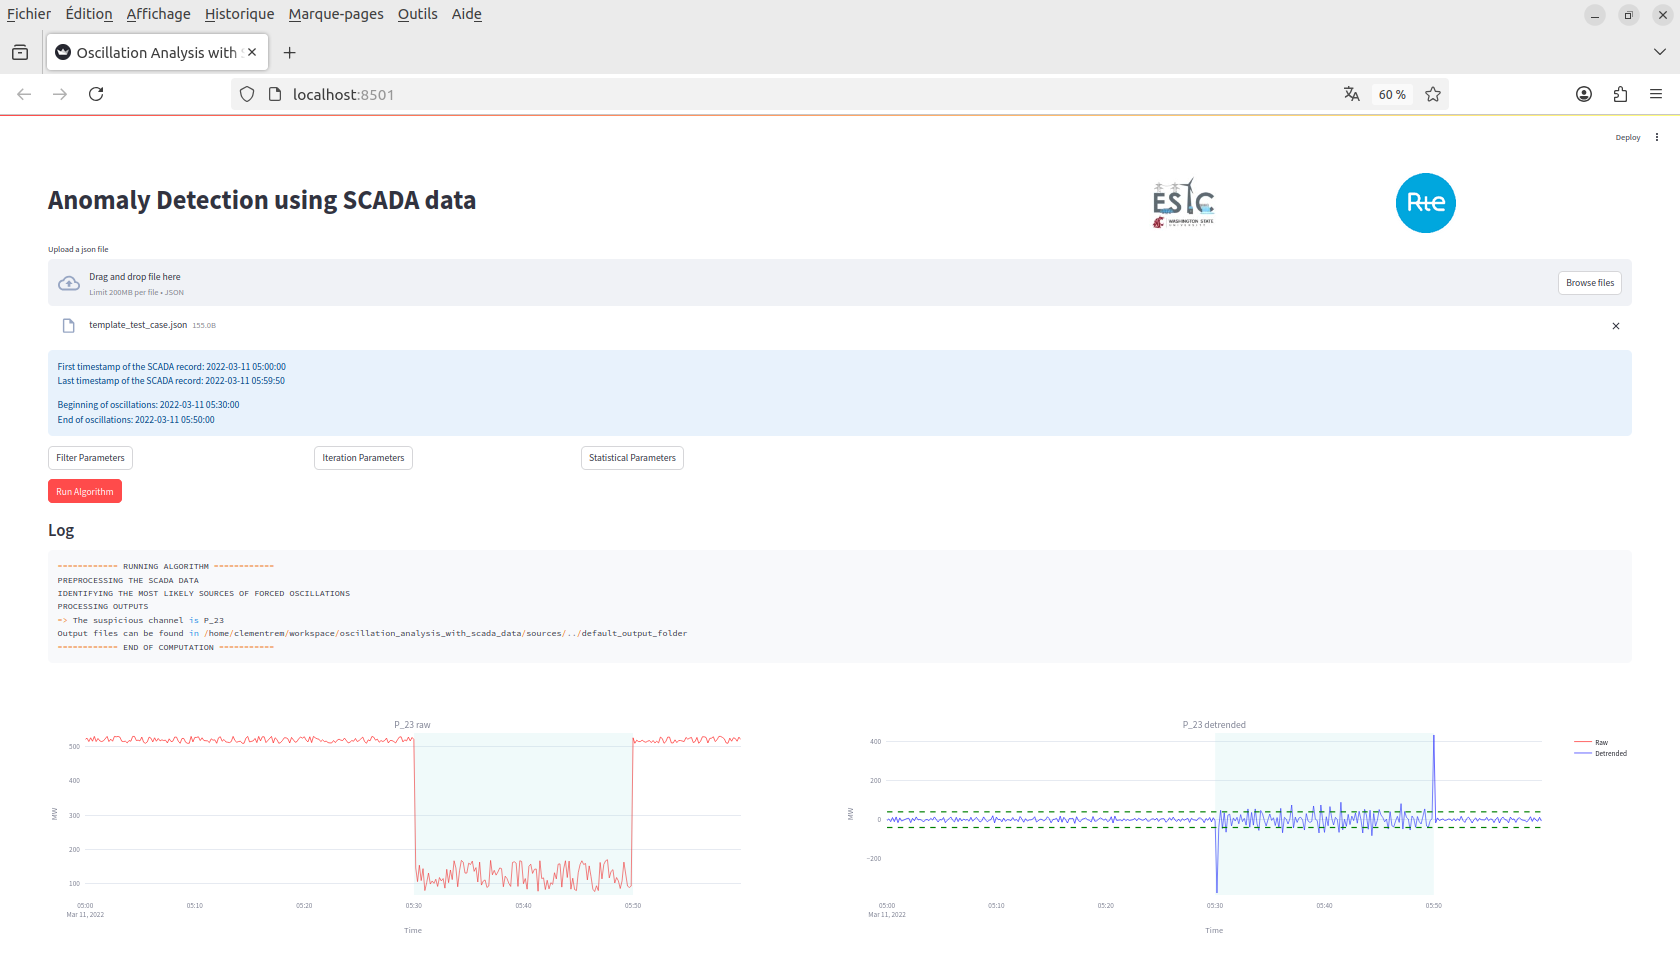 Fichier Édition Affichage Historique Marque-pages Outils Aide
Oscillation Analysis with S
localhost:8501
60 %
Deploy
Anomaly Detection using SCADA data
ESIC
WASHINGTON STATE
UNIVERSITY
Rte
Upload a json file
Drag and drop file here
Limit 200MB per file • JSON
Browse files
template_test_case.json 155.0B
First timestamp of the SCADA record: 2022-03-11 05:00:00
Last timestamp of the SCADA record: 2022-03-11 05:59:50
Beginning of oscillations: 2022-03-11 05:30:00
End of oscillations: 2022-03-11 05:50:00
Filter Parameters Iteration Parameters Statistical Parameters
Run Algorithm
Log
------------ RUNNING ALGORITHM ------------
PREPROCESSING THE SCADA DATA
IDENTIFYING THE MOST LIKELY SOURCES OF FORCED OSCILLATIONS
PROCESSING OUTPUTS
-> The suspicious channel is P_23
Output files can be found in /home/clementrem/workspace/oscillation_analysis_with_scada_data/sources/../default_output_folder
------------ END OF COMPUTATION -----------
P_23 raw
500
400
300
200
100
MW
05:00 05:10 05:20 05:30 05:40 05:50
Mar 11, 2022
Time
P_23 detrended
400
200
0
−200
MW
05:00 05:10 05:20 05:30 05:40 05:50
Mar 11, 2022
Time
Raw
Detrended